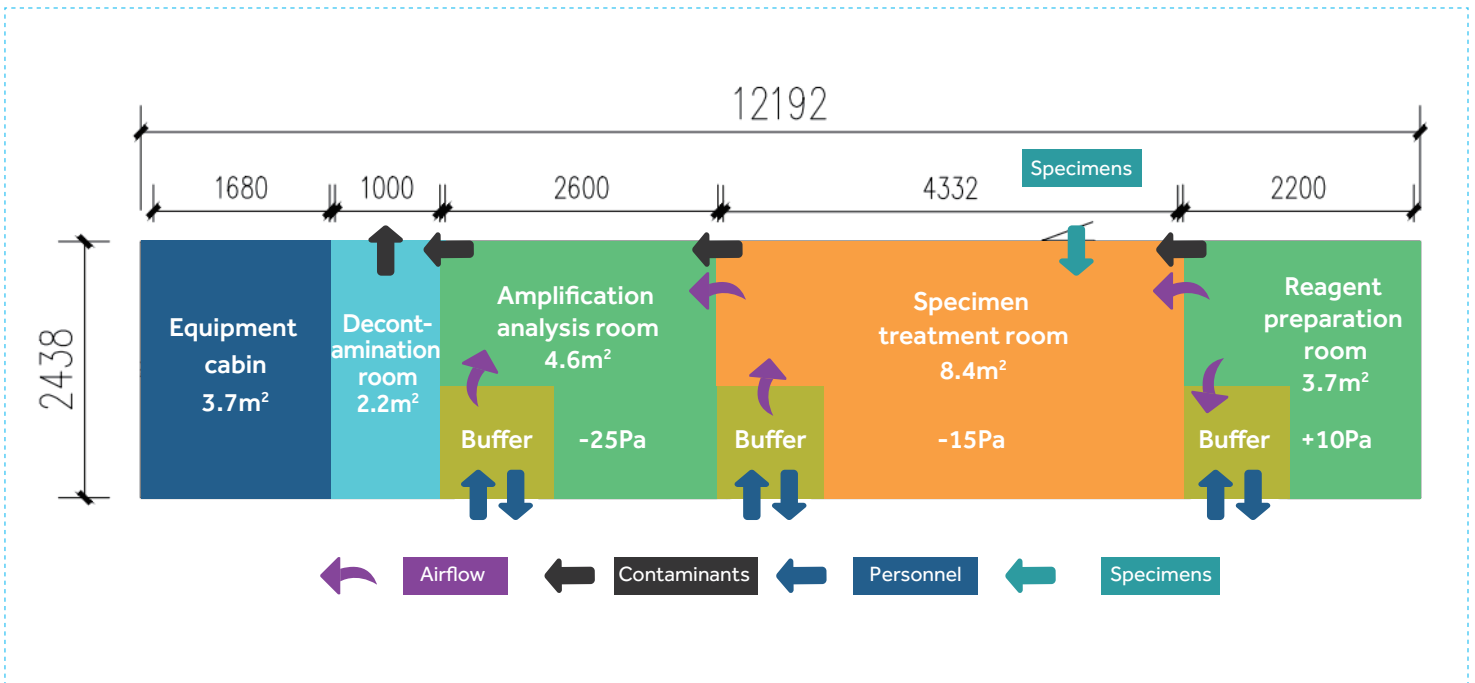 12192
Specimens
1680
1000
2600
4332
2200
2438
Equipment
cabin
3.7m²
Decont-
amination
room
2.2m²
Amplification
analysis room
4.6m²
Buffer
-25Pa
Specimen
treatment room
8.4m²
Buffer
-15Pa
Reagent
preparation
room
3.7m²
Buffer
+10Pa
Airflow
Contaminants
Personnel
Specimens